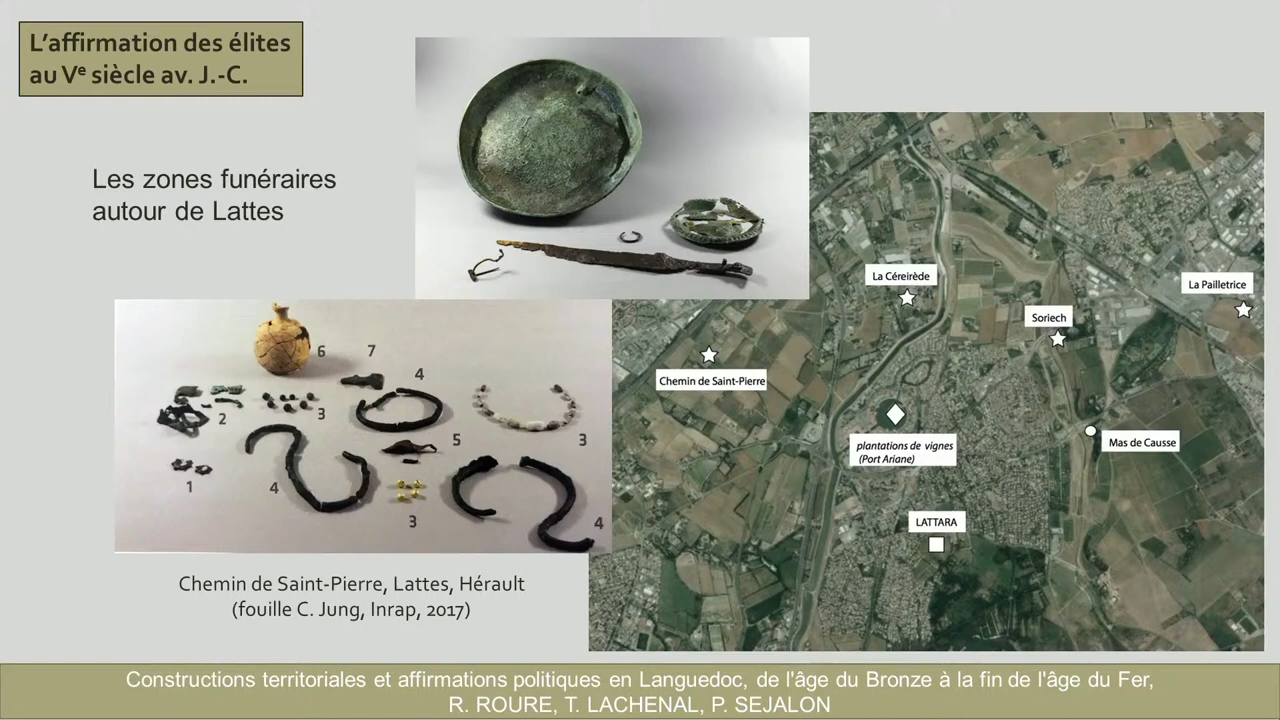 L'affirmation des élites
au Ve siècle av. J.-C.
Les zones funéraires
autour de Lattes
6
7
4
2
3
3
5
1
4
3
4
La Céreirède
La Pailletrice
Soriech
Chemin de Saint-Pierre
plantations de vignes
(Port Ariane)
Mas de Causse
LATTARA
Chemin de Saint-Pierre, Lattes, Hérault
(fouille C. Jung, Inrap, 2017)
Constructions territoriales et affirmations politiques en Languedoc, de l'âge du Bronze à la fin de l'âge du Fer,
R. ROURE, T. LACHENAL, P. SEJALON